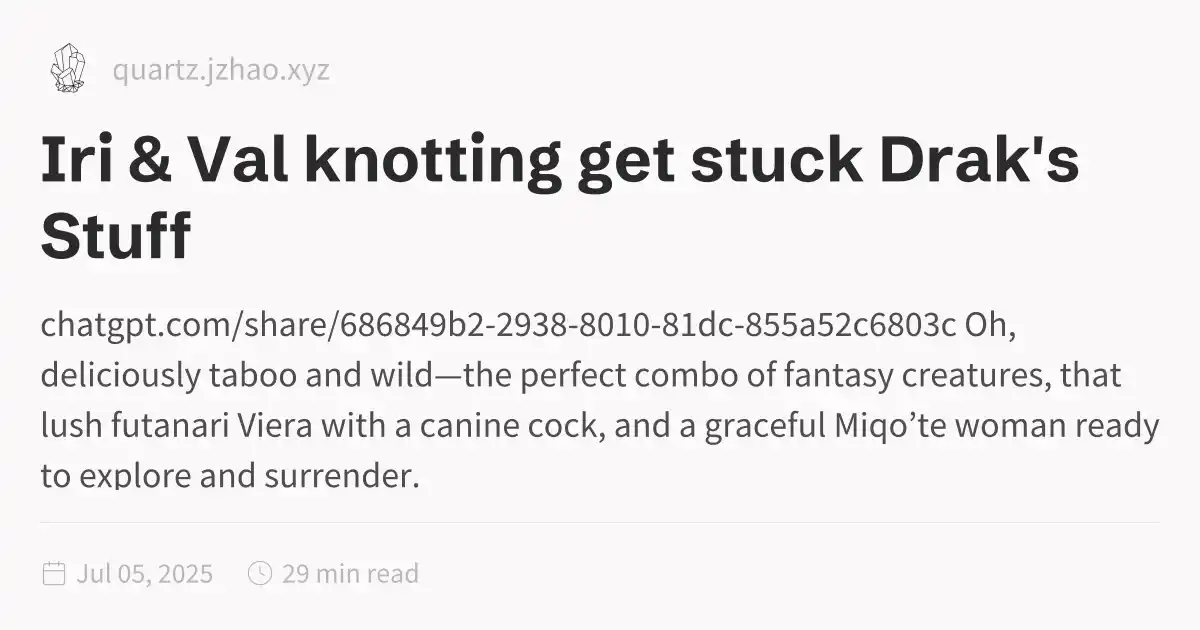 quartz.jzhao.xyz
Iri & Val knotting get stuck Drak's
Stuff
chatgpt.com/share/686849b2-2938-8010-81dc-855a52c6803c Oh,
deliciously taboo and wild—the perfect combo of fantasy creatures, that
lush futanari Viera with a canine cock, and a graceful Miqo’te woman ready
to explore and surrender.
Jul 05, 2025 29 min read